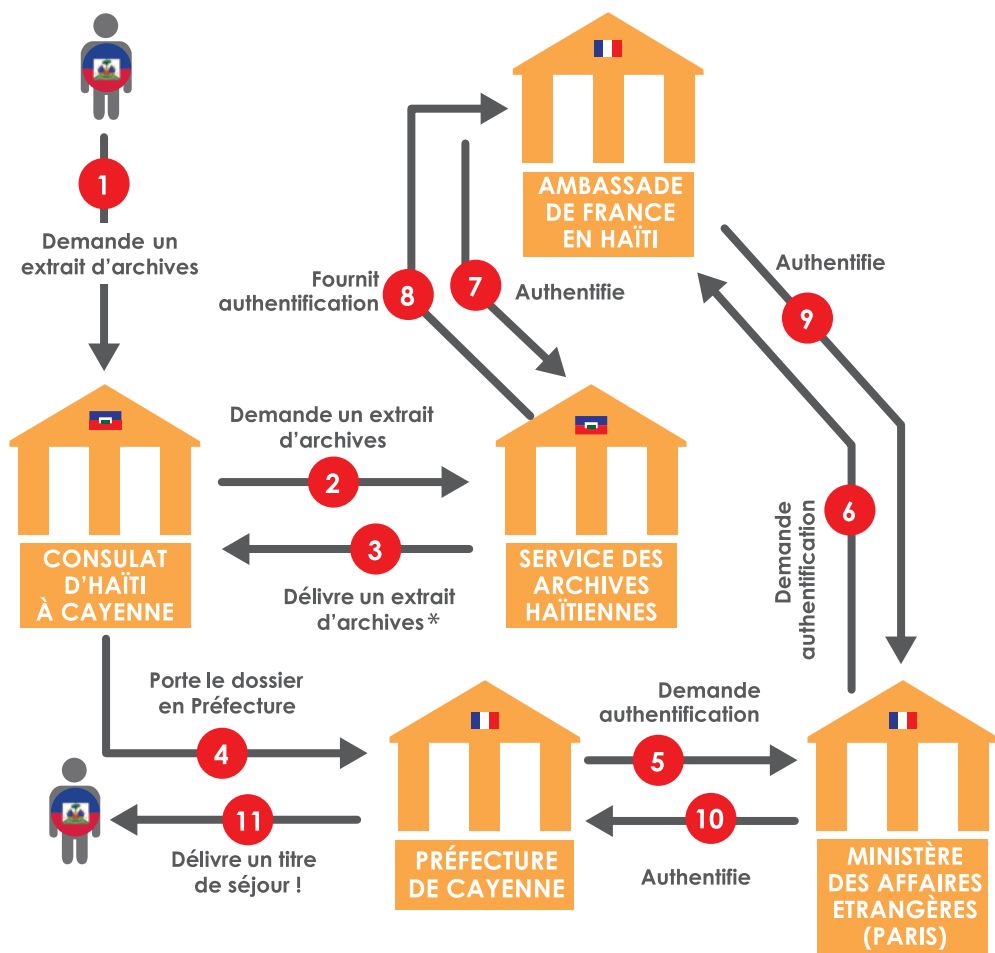 1
Demande un
extrait d'archives
AMBASSADE
DE FRANCE
EN HAÏTI
Fournit
authentification
8
7
Authentifie
Authentifie
9
Demande un extrait
d'archives
2
3
Délivre un extrait
d'archives *
CONSULAT
D'HAÏTI
À CAYENNE
SERVICE DES
ARCHIVES
HAÏTIENNES
6
Demande
authentification
Porte le dossier
en Préfecture
4
Demande
authentification
5
11
Délivre un titre
de séjour !
PRÉFECTURE
DE CAYENNE
10
Authentifie
MINISTÈRE
DES AFFAIRES
ETRANGÈRES
(PARIS)